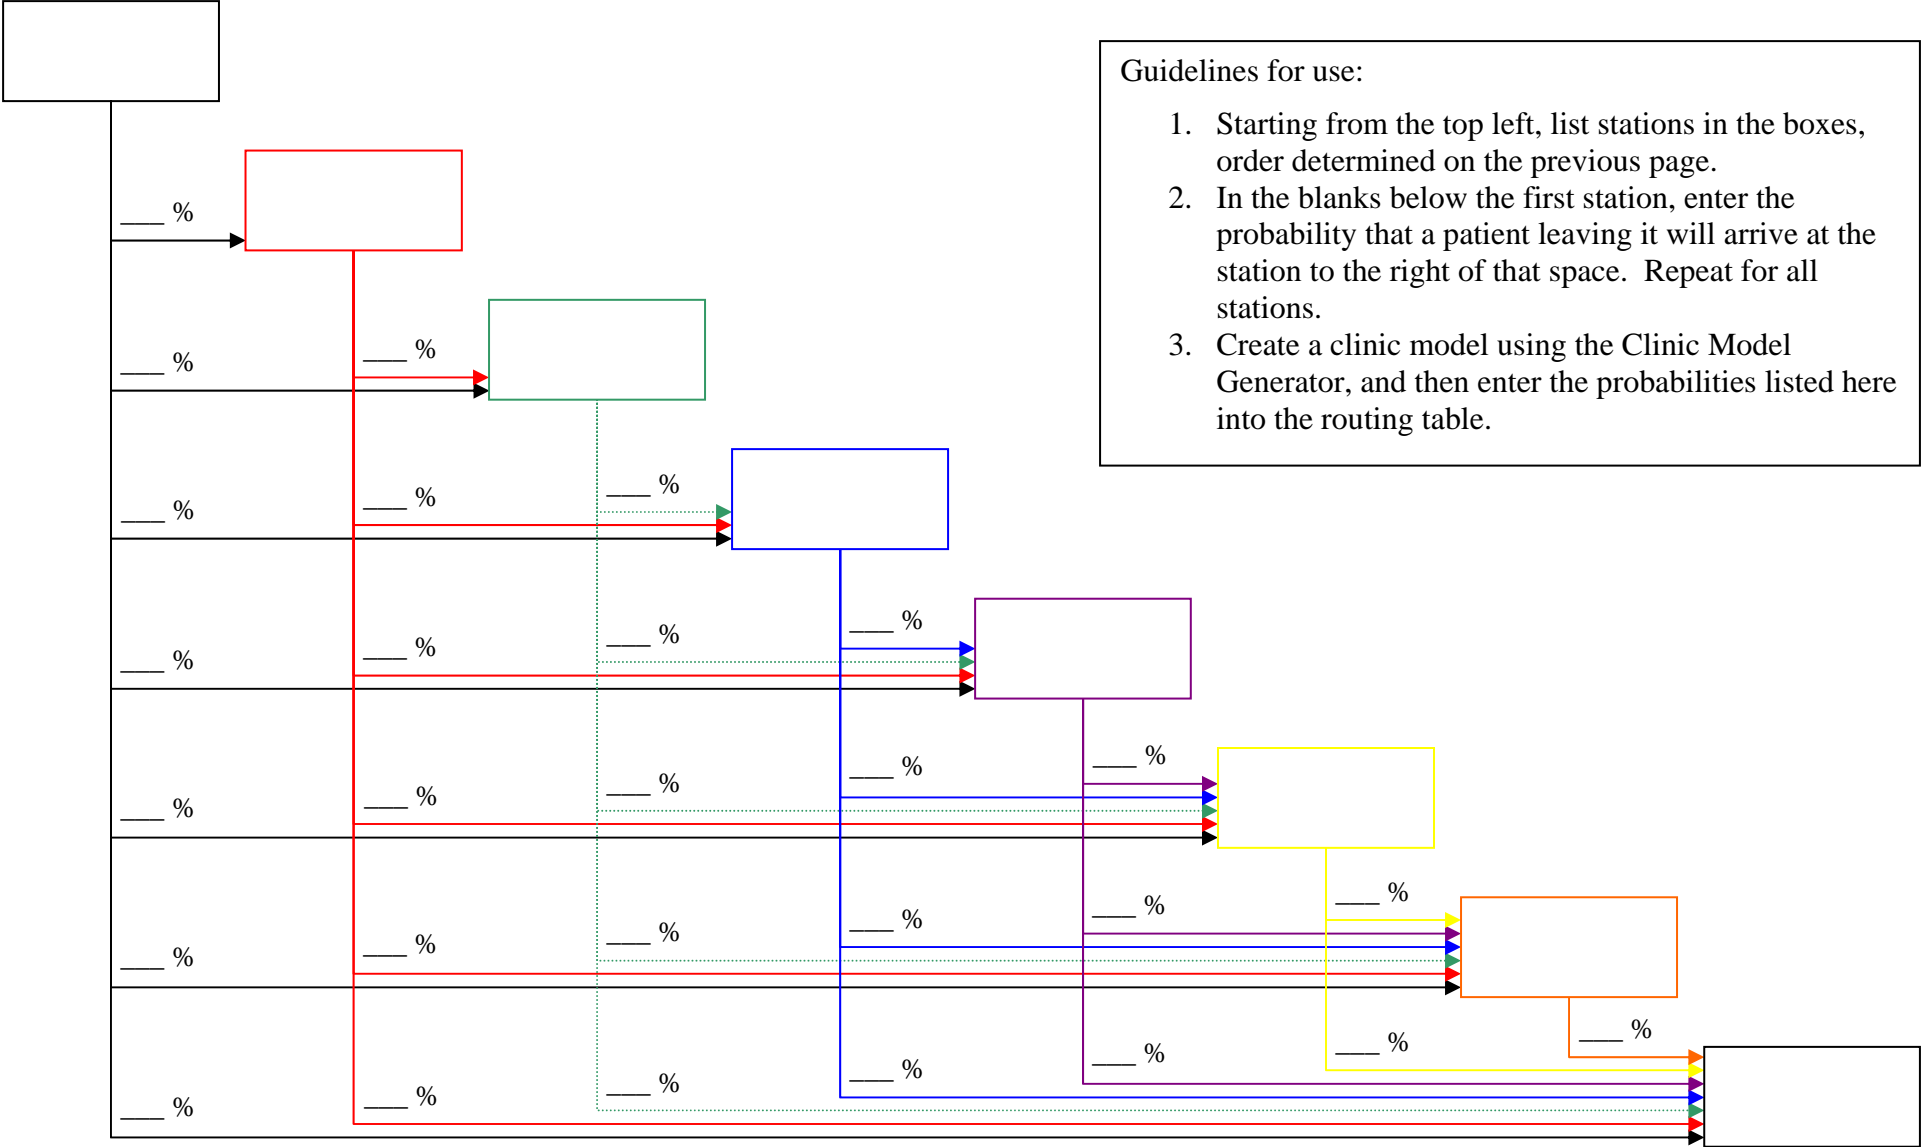 Guidelines for use:
1. Starting from the top left, list stations in the boxes,
order determined on the previous page.
2. In the blanks below the first station, enter the
probability that a patient leaving it will arrive at the
station to the right of that space.  Repeat for all
stations.
3. Create a clinic model using the Clinic Model
Generator, and then enter the probabilities listed here
into the routing table.
___ %
___ % ___ %
___ % ___ % ___ %
___ % ___ % ___ % ___ %
___ % ___ % ___ % ___ % ___ %
___ % ___ % ___ % ___ % ___ % ___ %
___ % ___ % ___ % ___ % ___ % ___ % ___ %